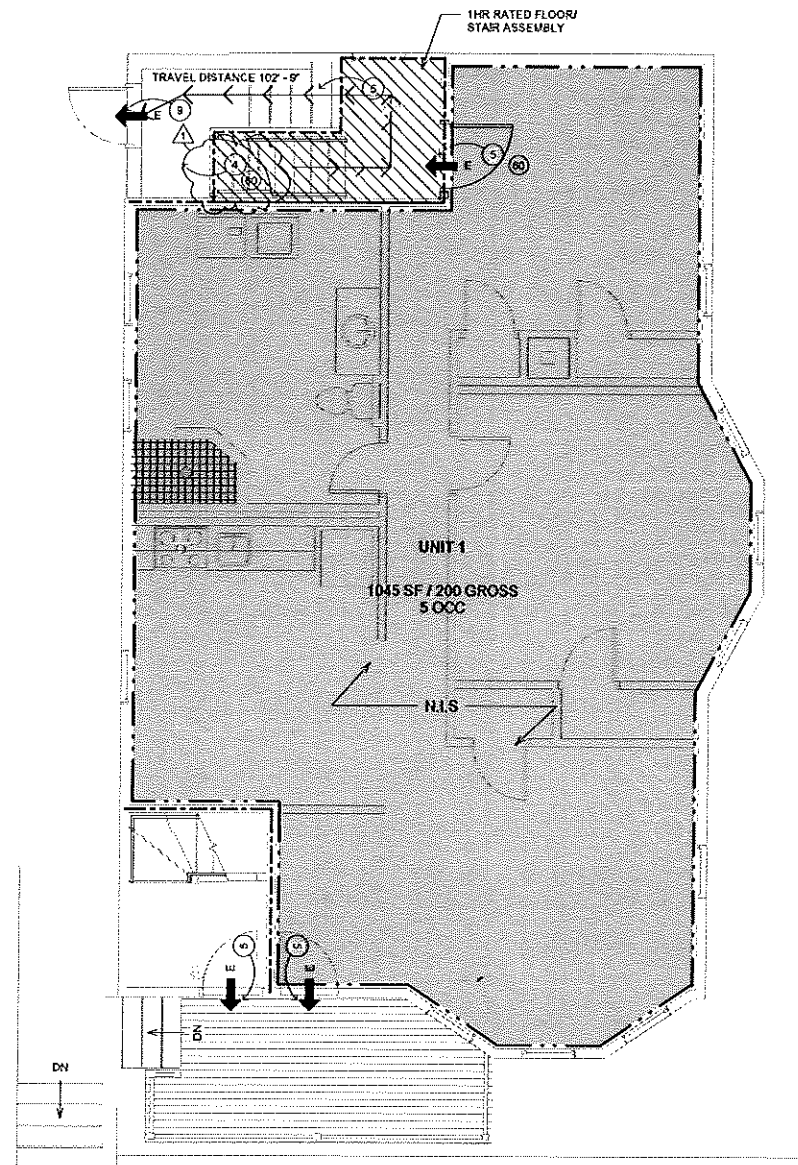 1HR RATED FLOOR/
STAIR ASSEMBLY
TRAVEL DISTANCE 102' - 9"
5
E
9
1
4
60
E
5
60
UNIT 1
1045 SF / 200 GROSS
5 OCC
N.I.S
5
5
E
E
DN
DN